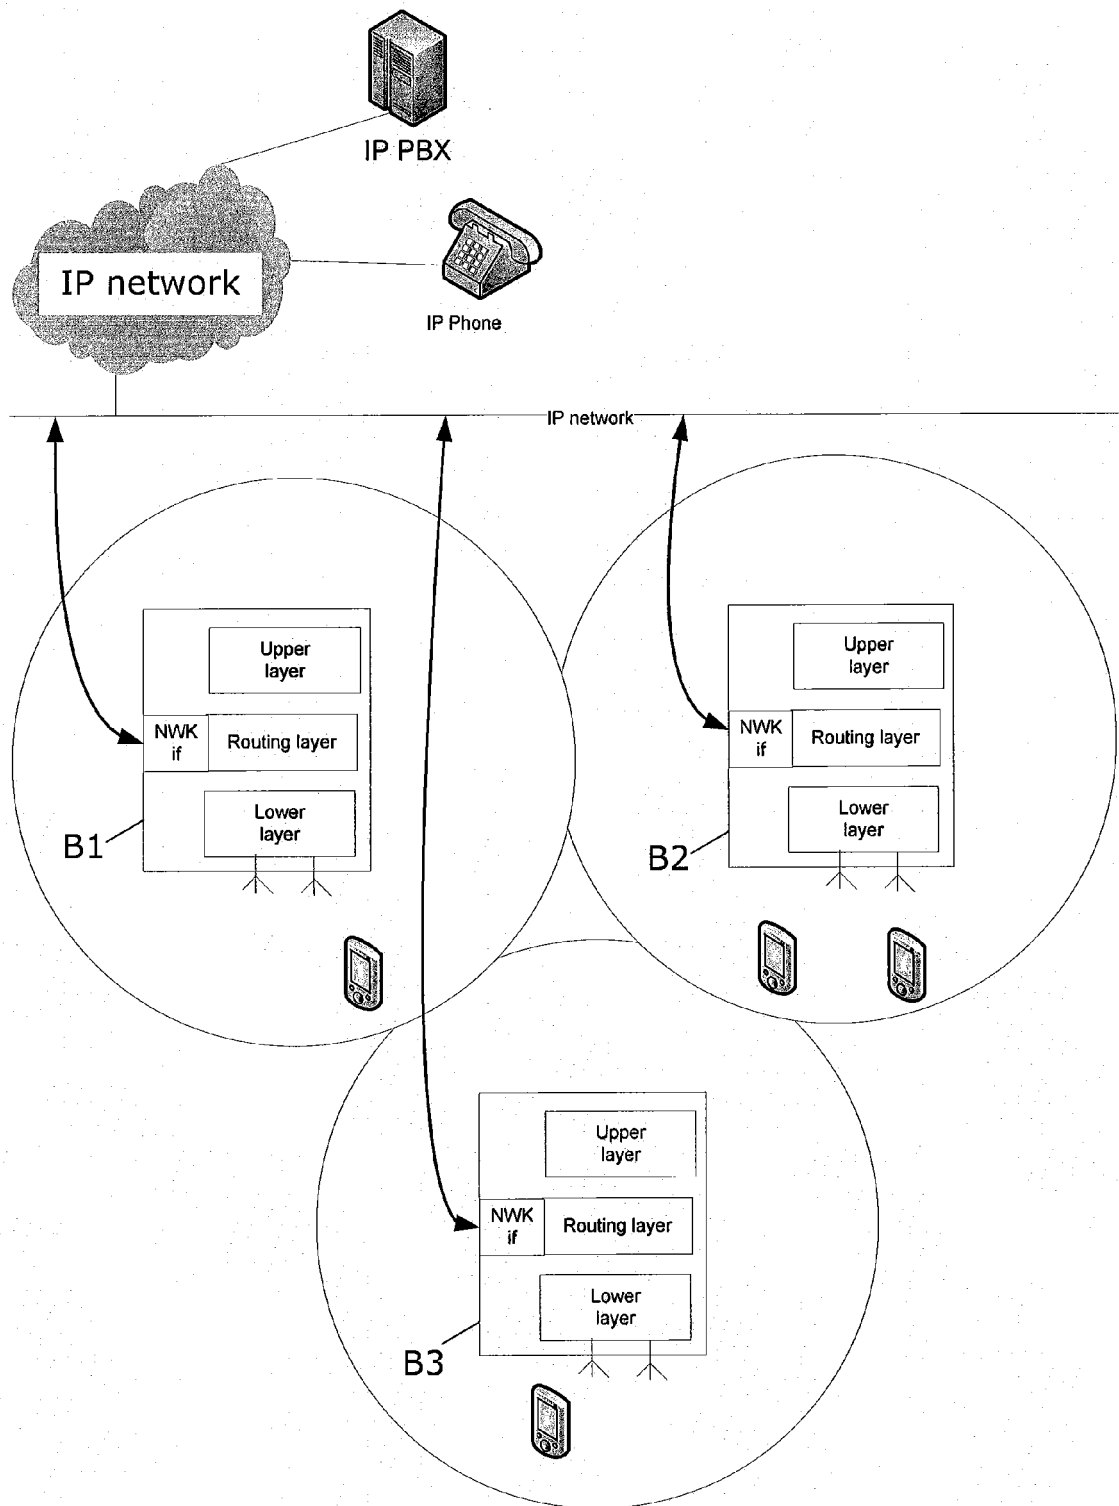 IP PBX
IP network
IP Phone
IP network
Upper
layer
NWK
if
Routing layer
Lower
layer
B1
Upper
layer
NWK
if
Routing layer
Lower
layer
B2
Upper
layer
NWK
if
Routing layer
Lower
layer
B3